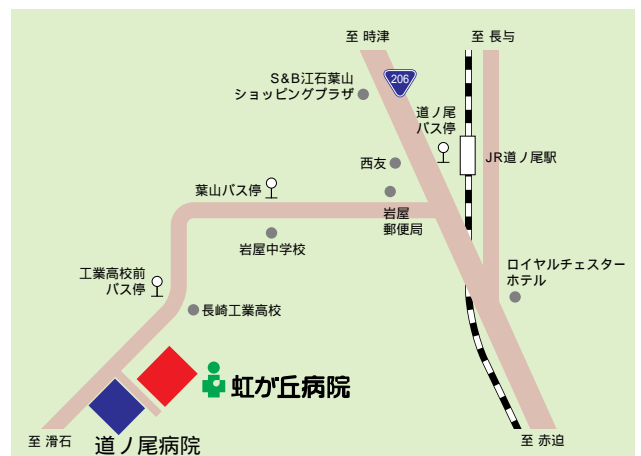 至 時津
至 長与
S&B江石葉山
ショッピングプラザ
206
道ノ尾
バス停
西友
JR道ノ尾駅
葉山バス停
岩屋
郵便局
岩屋中学校
ロイヤルチェスター
ホテル
工業高校前
バス停
長崎工業高校
虹が丘病院
至 滑石
道ノ尾病院
至 赤迫